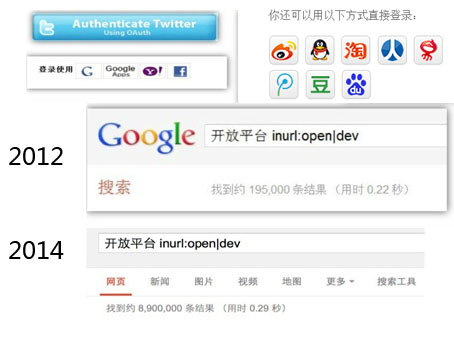 Authenticate Twitter
Using OAuth
登录使用 G Google Apps Y! f
你还可以用以下方式直接登录:
淘 人
豆 du
2012
Google 开放平台 inurl:open|dev
搜索 找到约 195,000 条结果 (用时 0.22 秒)
2014
开放平台 inurl:open|dev
网页 新闻 图片 视频 地图 更多 搜索工具
找到约 8,900,000 条结果 (用时 0.29 秒)